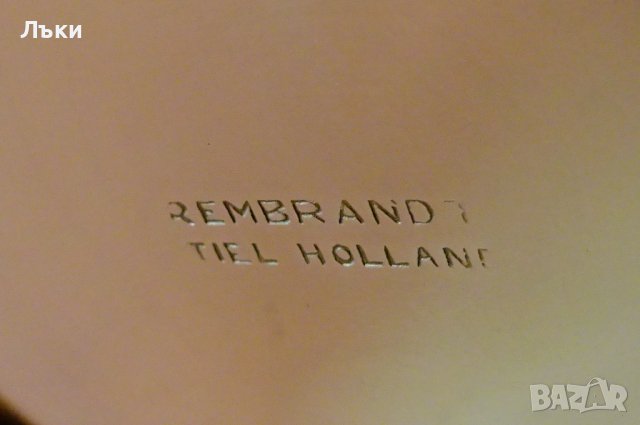 Лъки
REMBRANDT
TIEL HOLLAND
BAZAR